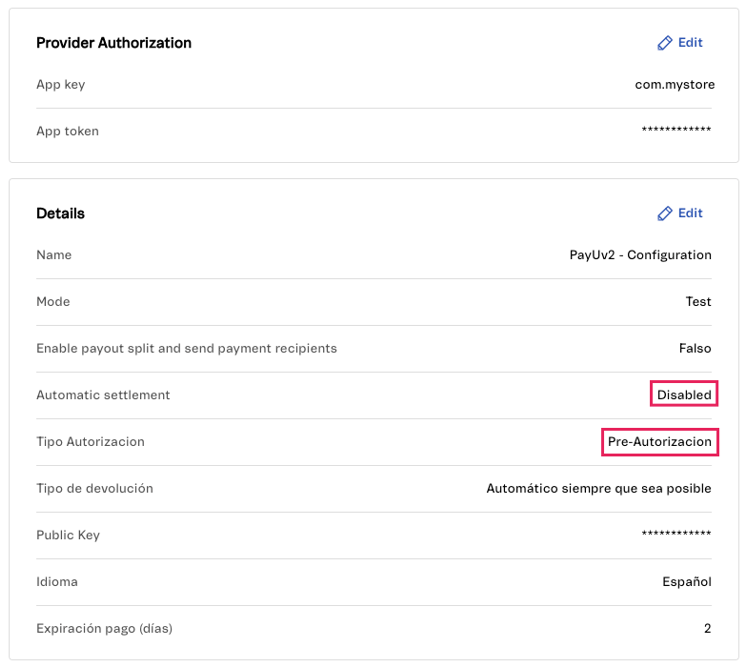 Provider Authorization Edit
App key com.mystore
App token ************
Details Edit
Name PayUv2 - Configuration
Mode Test
Enable payout split and send payment recipients Falso
Automatic settlement Disabled
Tipo Autorizacion Pre-Autorizacion
Tipo de devolución Automático siempre que sea posible
Public Key ************
Idioma Español
Expiración pago (días) 2